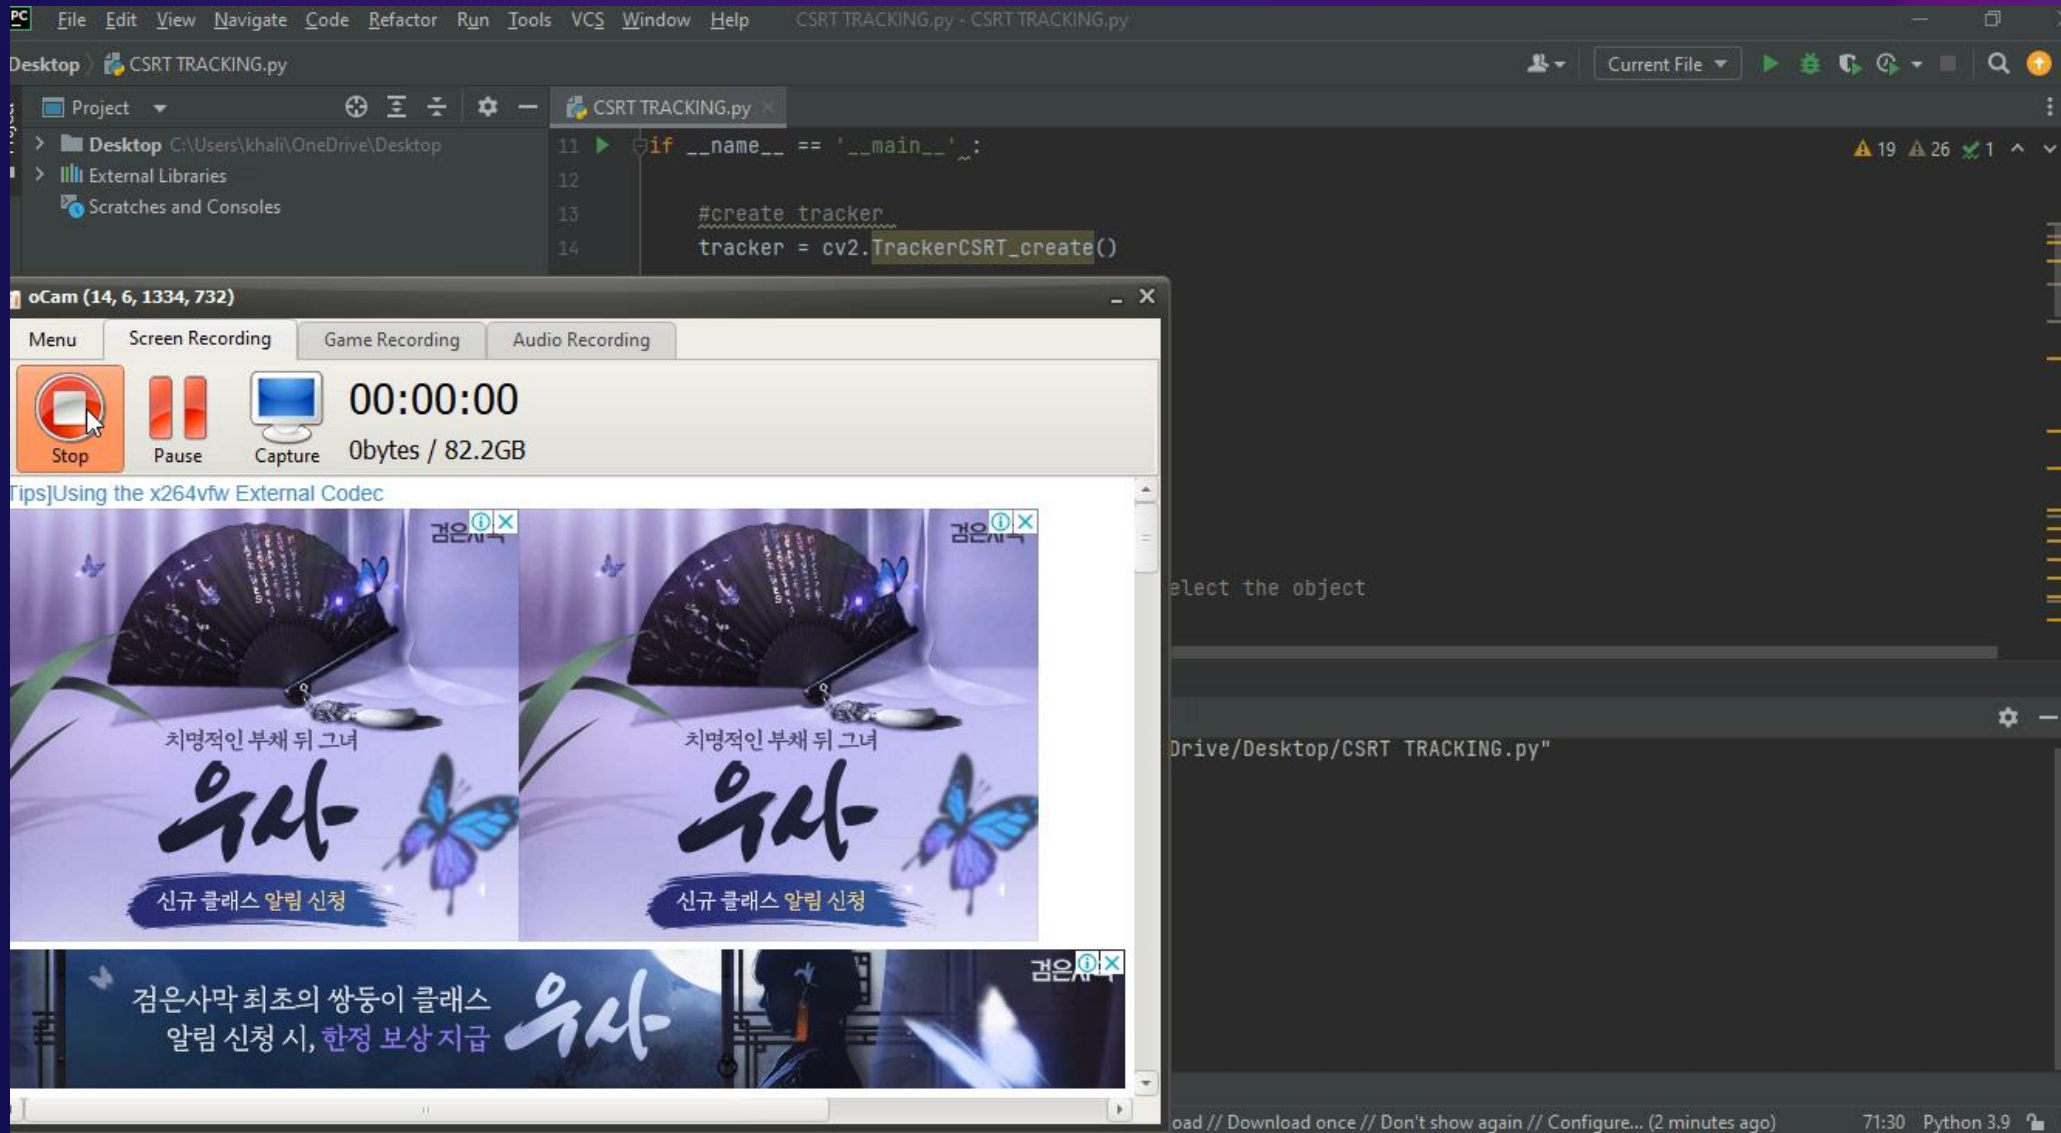 PC File Edit View Navigate Code Refactor Run Tools VCS Window Help CSRT TRACKING.py - CSRT TRACKING.py
Desktop CSRT TRACKING.py
Current File
Project
CSRT TRACKING.py
Desktop C:\Users\khali\OneDrive\Desktop
External Libraries
Scratches and Consoles
11 if __name__ == '__main__' :
19 26 1
12
13 #create tracker
14 tracker = cv2.TrackerCSRT_create()
oCam (14, 6, 1334, 732)
Menu Screen Recording Game Recording Audio Recording
00:00:00
0bytes / 82.2GB
Stop Pause Capture
Tips]Using the x264vfw External Codec
치명적인 부채 뒤 그녀
우사
신규 클래스 알림 신청
치명적인 부채 뒤 그녀
우사
신규 클래스 알림 신청
검은사막 최초의 쌍둥이 클래스
알림 신청 시, 한정 보상 지급
우사
elect the object
Drive/Desktop/CSRT TRACKING.py"
oad // Download once // Don't show again // Configure... (2 minutes ago) 71:30 Python 3.9